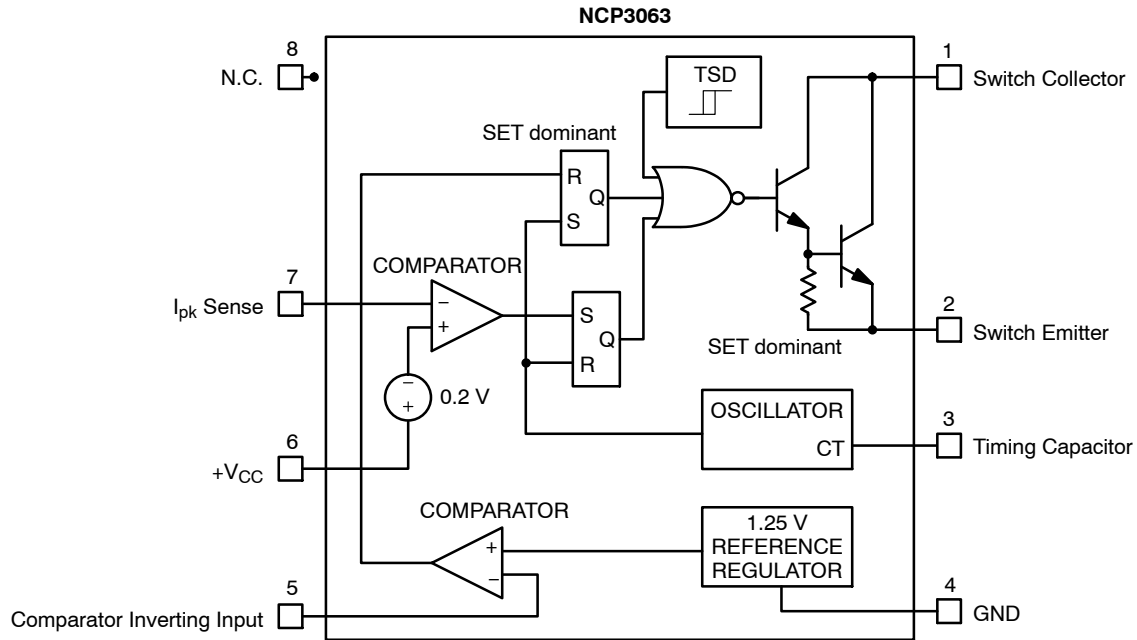 NCP3063
8
N.C.
1
Switch Collector
TSD
SET dominant
R
Q
S
COMPARATOR
7
Ipk Sense
−
+
S
Q
R
2
Switch Emitter
SET dominant
−
+
0.2 V
6
+VCC
OSCILLATOR
CT
3
Timing Capacitor
COMPARATOR
+
−
1.25 V
REFERENCE
REGULATOR
5
Comparator Inverting Input
4
GND